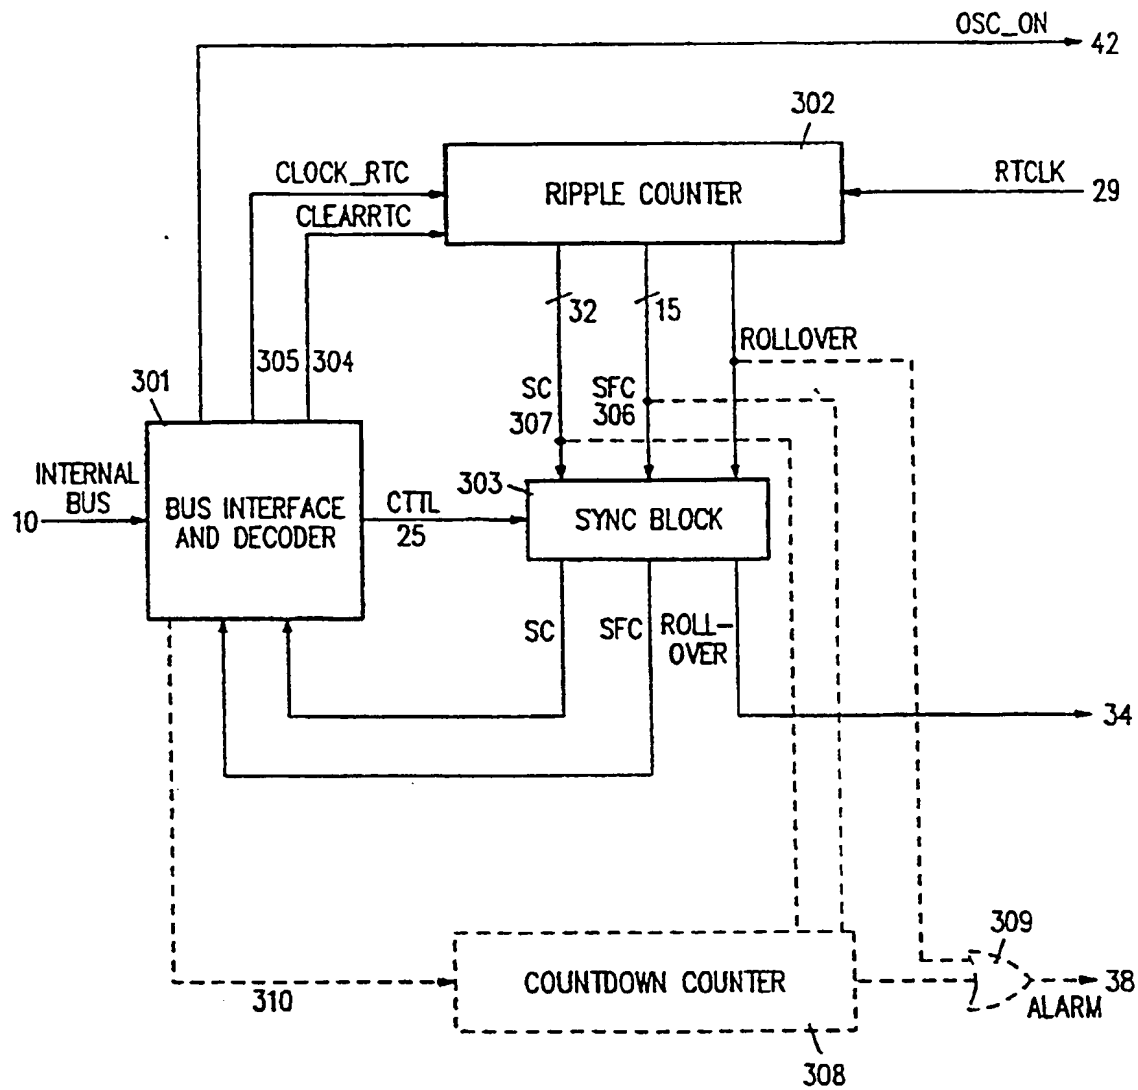 OSC_ON
42
302
CLOCK_RTC
RIPPLE COUNTER
RTCLK
29
CLEARRTC
32
15
305
304
ROLLOVER
301
SC
307
SFC
306
INTERNAL
BUS
10
BUS INTERFACE
AND DECODER
CTTL
25
303
SYNC BLOCK
SC
SFC
ROLL-
OVER
34
309
310
COUNTDOWN COUNTER
38
ALARM
308